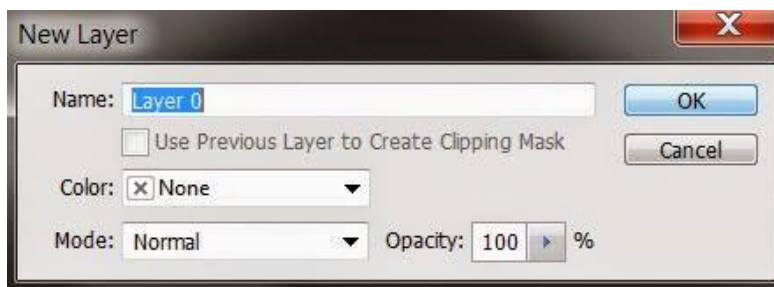 New Layer
Name: Layer 0 OK
Use Previous Layer to Create Clipping Mask Cancel
Color: None
Mode: Normal Opacity: 100 %